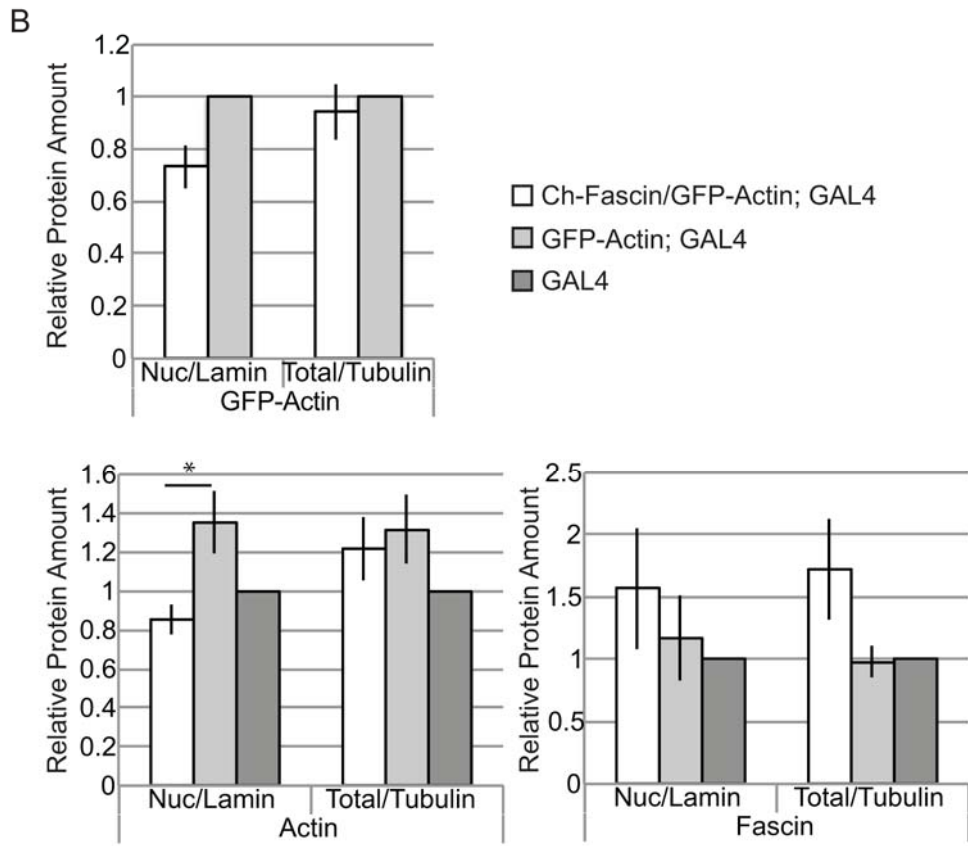 B
Relative Protein Amount
1.2
1
0.8
0.6
0.4
0.2
0
Nuc/Lamin Total/Tubulin
GFP-Actin
Ch-Fascin/GFP-Actin; GAL4
GFP-Actin; GAL4
GAL4
Relative Protein Amount
1.6
1.4
1.2
1
0.8
0.6
0.4
0.2
0
*
Nuc/Lamin Total/Tubulin
Actin
Relative Protein Amount
2.5
2
1.5
1
0.5
0
Nuc/Lamin Total/Tubulin
Fascin